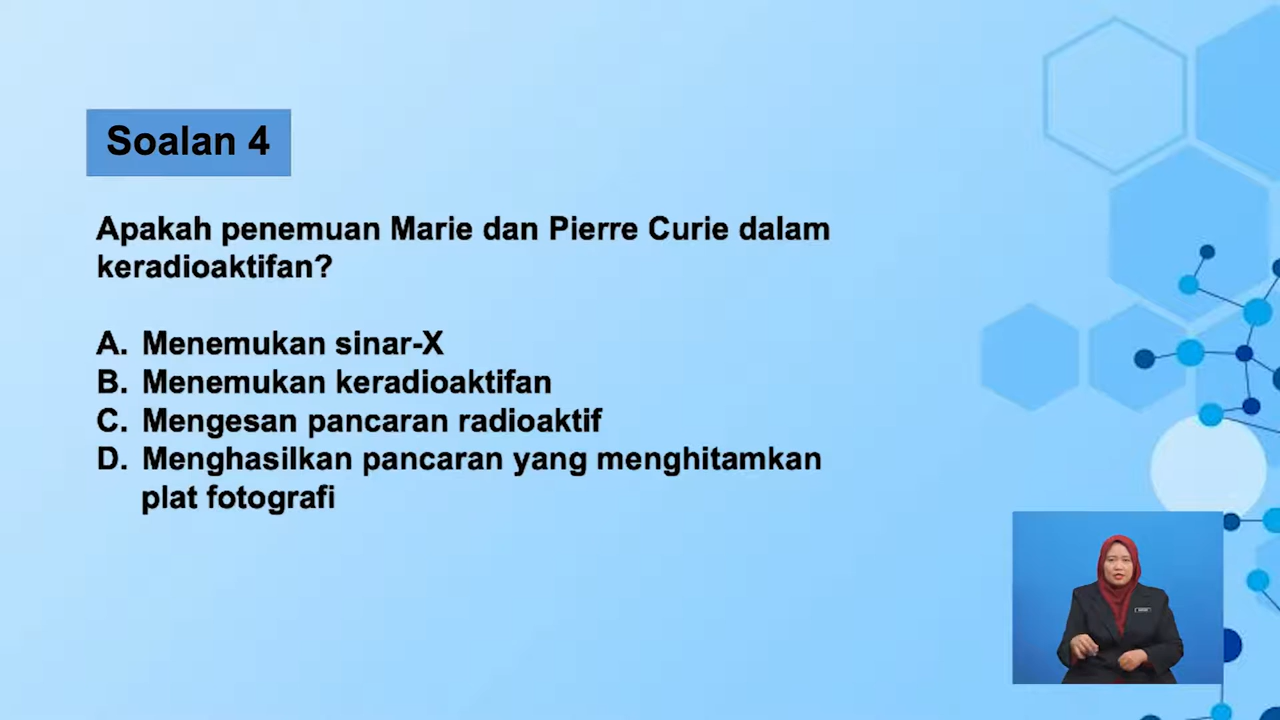 Soalan 4
Apakah penemuan Marie dan Pierre Curie dalam
keradioaktifan?
A. Menemukan sinar-X
B. Menemukan keradioaktifan
C. Mengesan pancaran radioaktif
D. Menghasilkan pancaran yang menghitamkan
plat fotografi